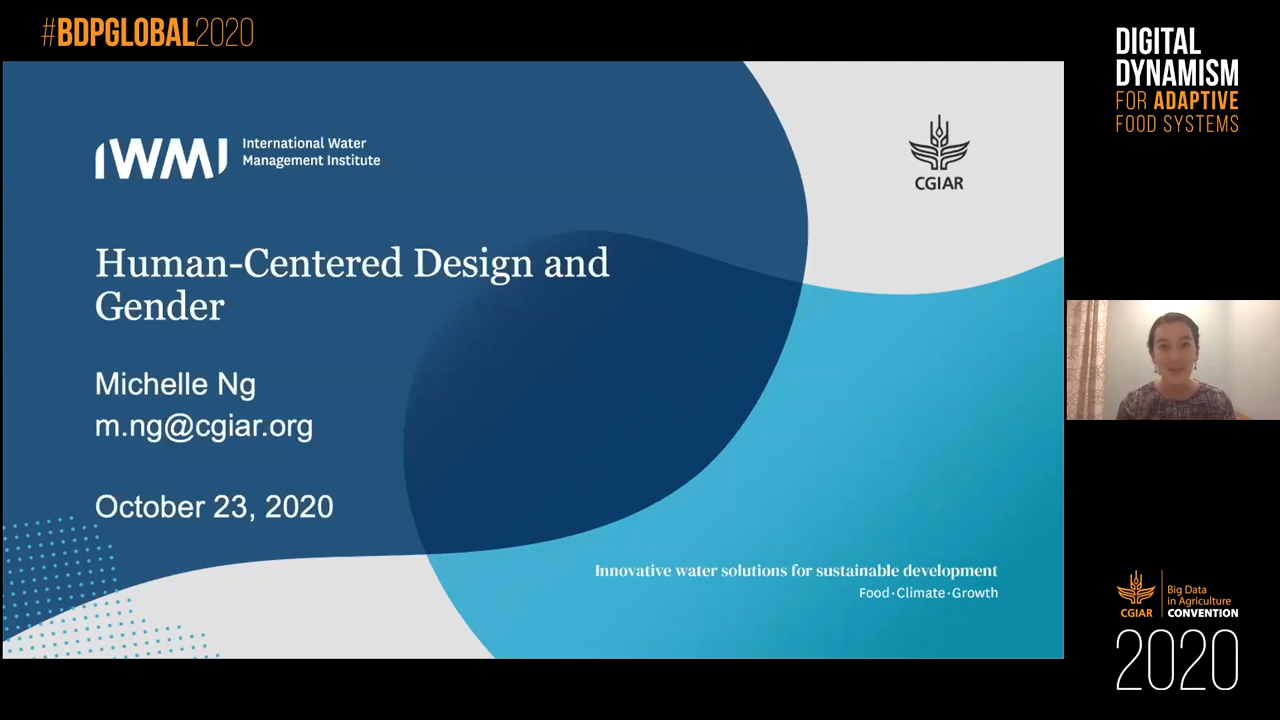 #BDPGLOBAL2020
DIGITAL
DYNAMISM
FOR ADAPTIVE
FOOD SYSTEMS
IWMI
International Water
Management Institute
CGIAR
Human-Centered Design and
Gender
Michelle Ng
m.ng@cgiar.org
October 23, 2020
Innovative water solutions for sustainable development
Food·Climate·Growth
CGIAR
Big Data
in Agriculture
CONVENTION
2020